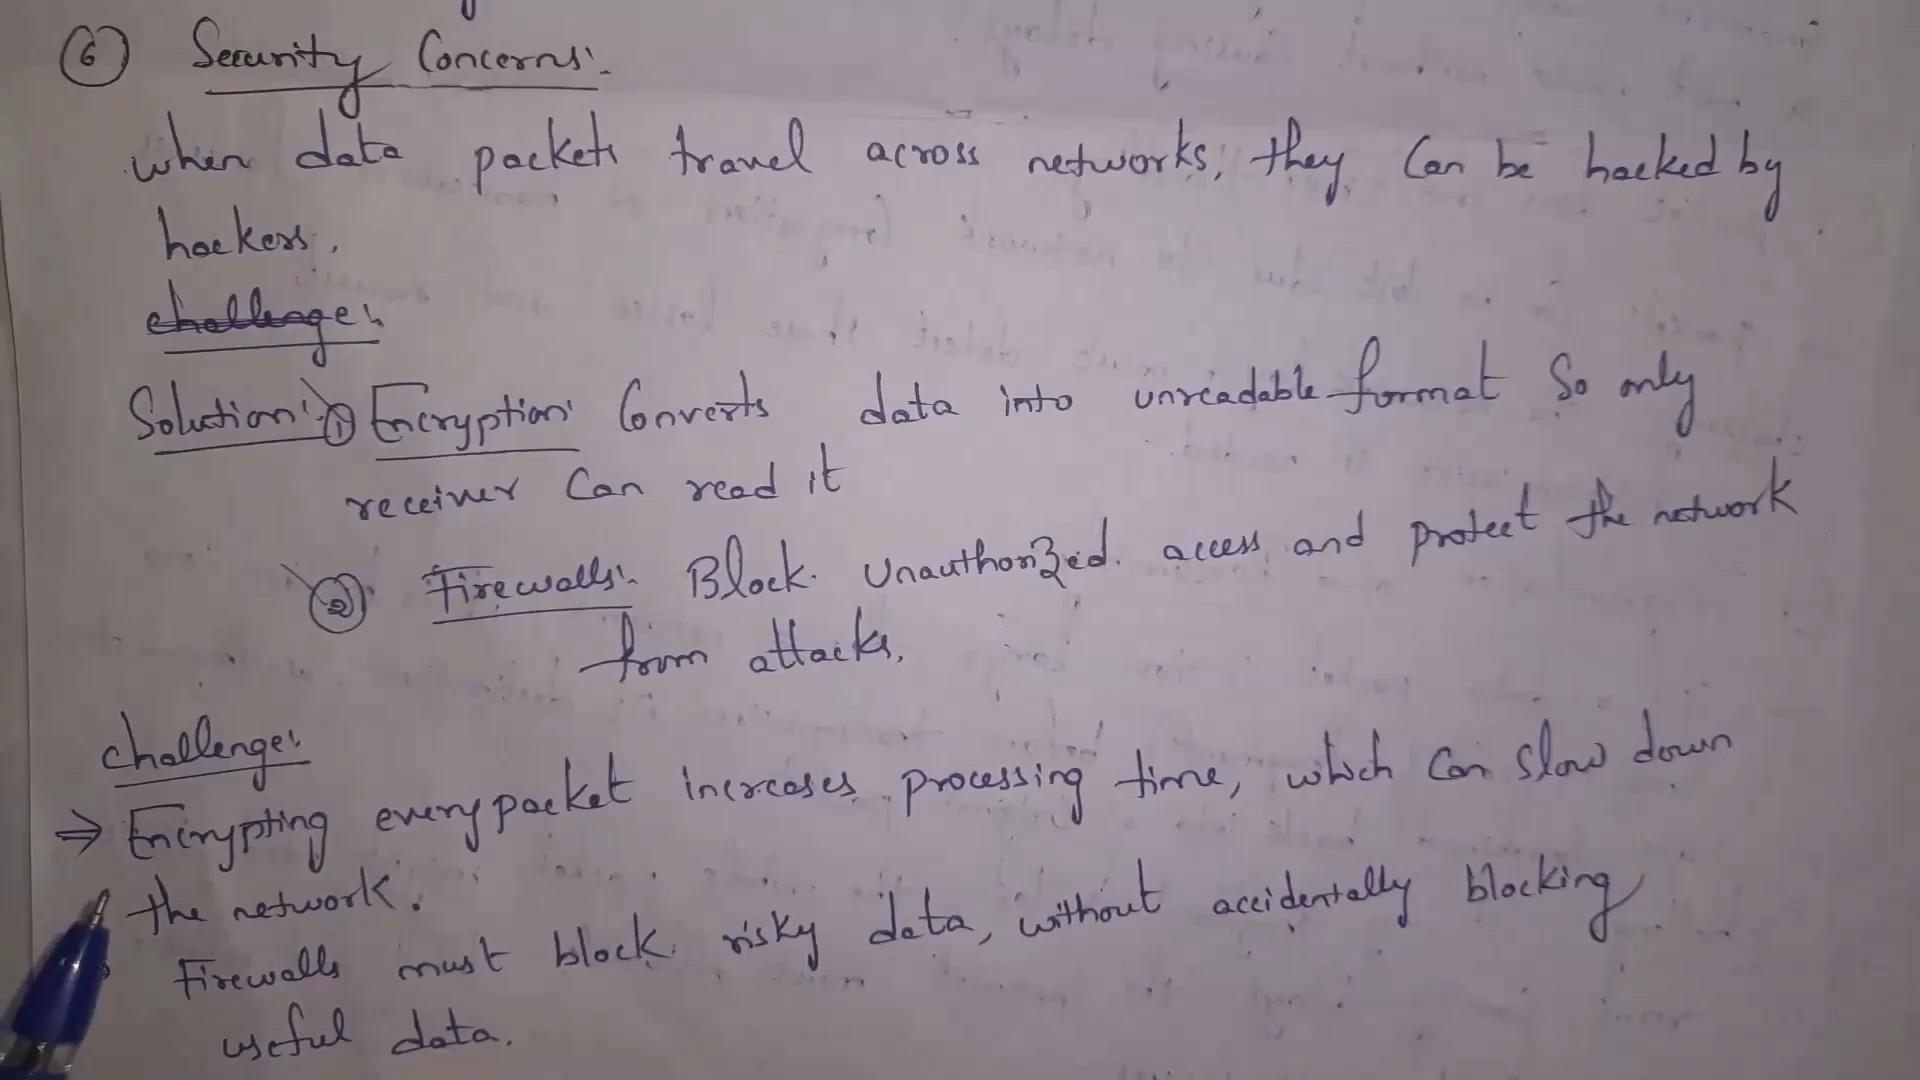 6 Security Concerns:-
when data packets travel across networks, they can be hacked by
hackers.
challenge:
Solution:- 1 Encryption: Converts data into unreadable format so only
receiver can read it
2 Firewalls:- Block unauthorized access and protect the network
from attacks.
challenge:
⇒ Encrypting every packet increases processing time, which can slow down
the network.
Firewalls must block risky data, without accidentally blocking
useful data.